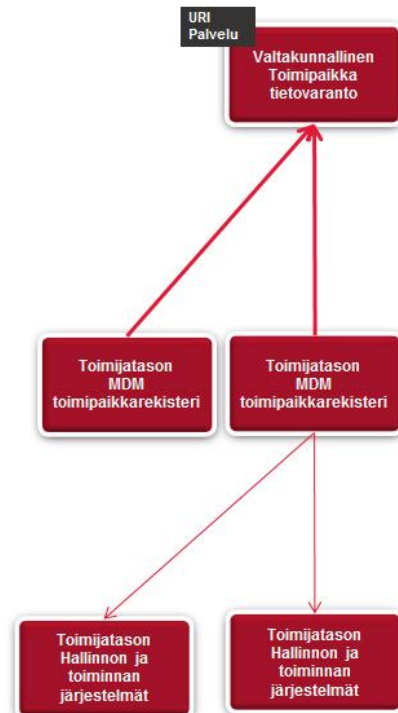 URI
Palvelu
Valtakunnallinen
Toimipaikka
tietovaranto
Toimijatason
MDM
toimipaikkarekisteri
Toimijatason
MDM
toimipaikkarekisteri
Toimijatason
Hallinnon ja
toiminnan
järjestelmät
Toimijatason
Hallinnon ja
toiminnan
järjestelmät